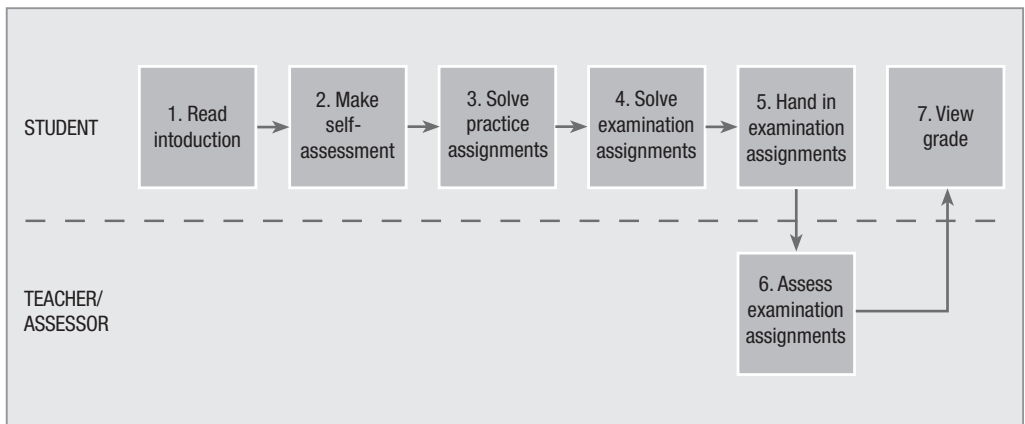 STUDENT
1. Read
intoduction
2. Make
self-
assessment
3. Solve
practice
assignments
4. Solve
examination
assignments
5. Hand in
examination
assignments
7. View
grade
TEACHER/
ASSESSOR
6. Assess
examination
assignments